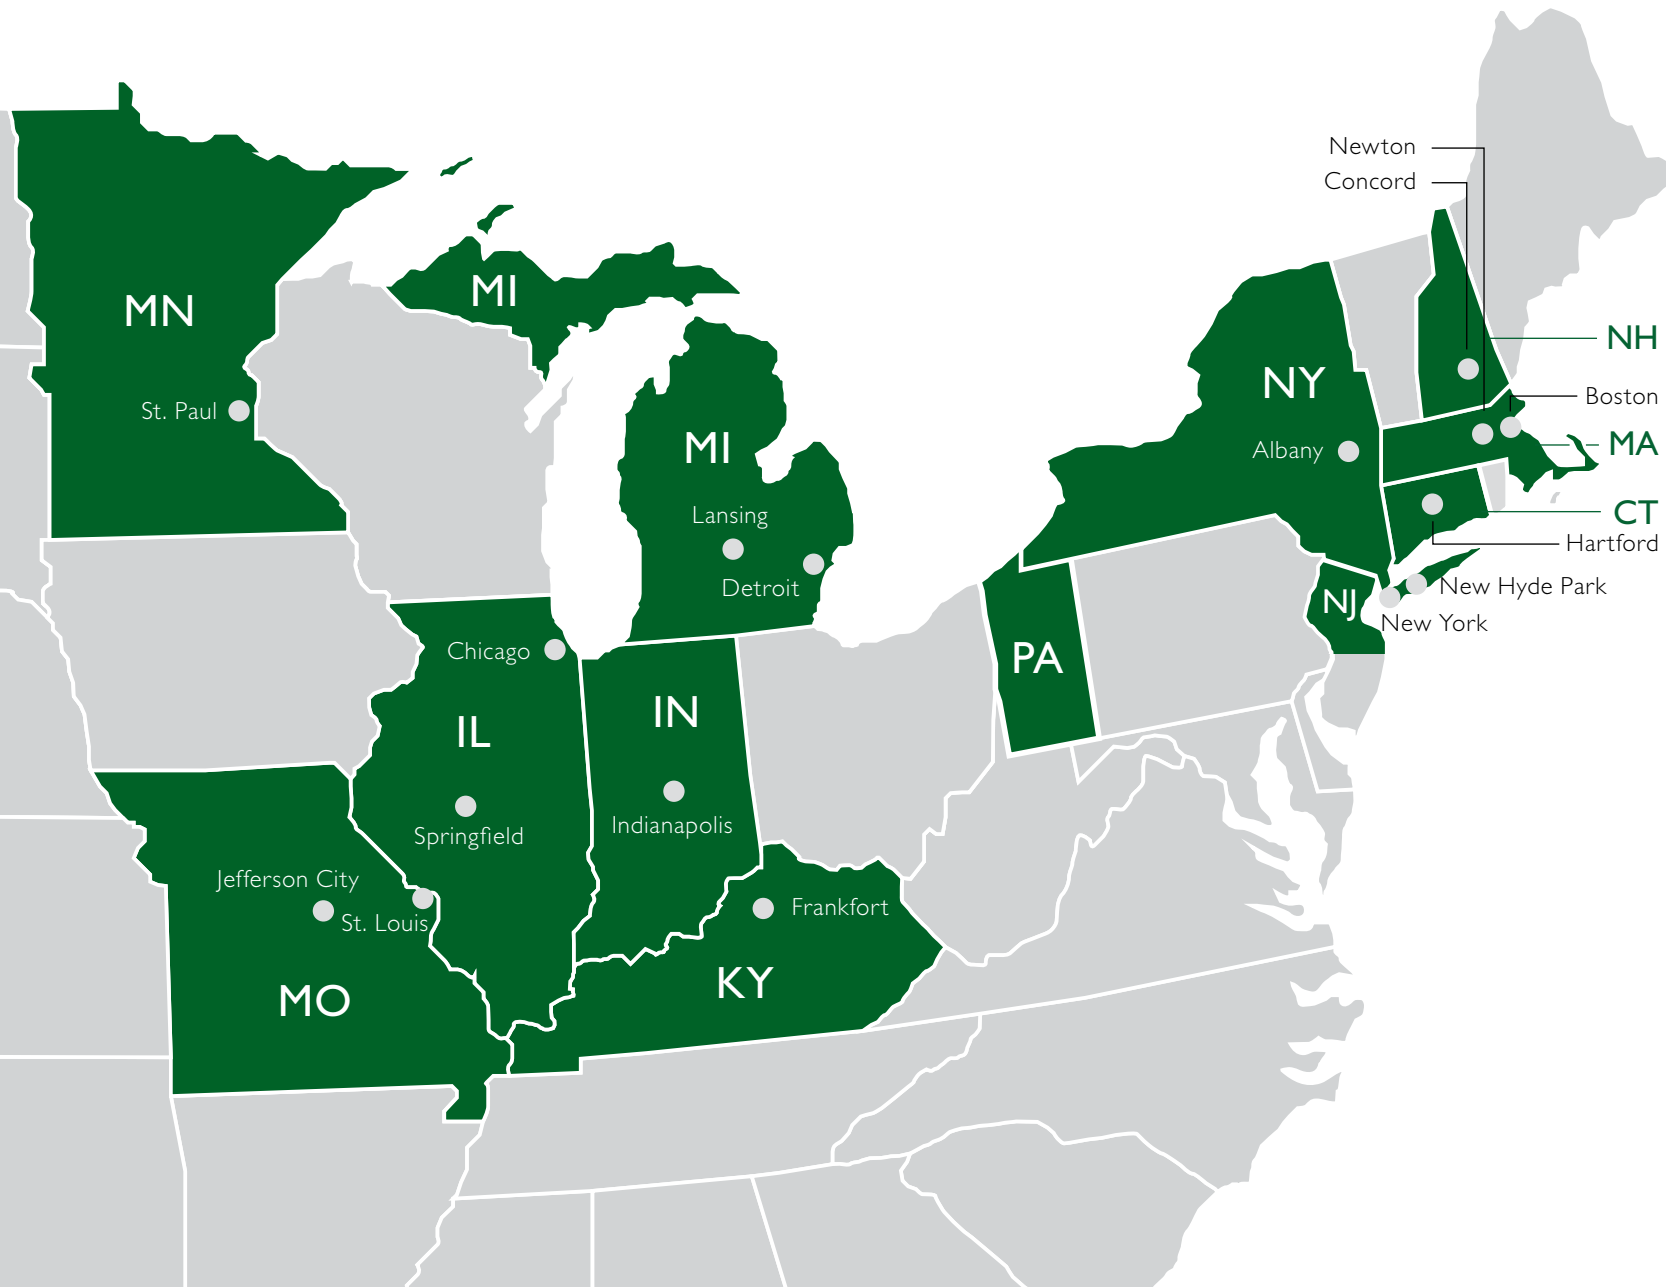 Newton
Concord
MI
MN
NH
NY
Boston
St. Paul
MI
MA
Albany
Lansing
CT
Hartford
Detroit
New Hyde Park
NJ
New York
Chicago
PA
IN
IL
Indianapolis
Springfield
Jefferson City
Frankfort
St. Louis
KY
MO